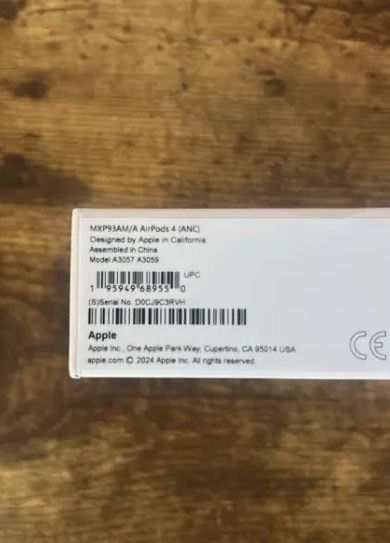 MXP93AM/A AirPods 4 (ANC)
Designed by Apple in California
Assembled in China
Model A3057 A3059
UPC
1 95949 68955 0
(S)Serial No. D0CJ9C3RVH
Apple
Apple Inc., One Apple Park Way, Cupertino, CA 95014 USA
apple.com © 2024 Apple Inc. All rights reserved.
CE